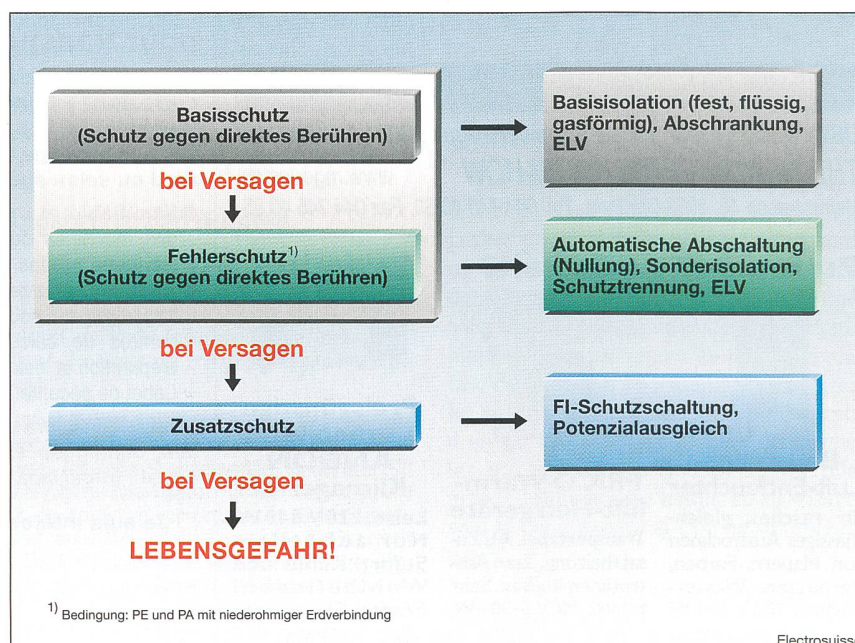 Basisschutz
(Schutz gegen direktes Berühren)
Basisisolation (fest, flüssig,
gasförmig), Abschrankung,
ELV
bei Versagen
Fehlerschutz1)
(Schutz gegen direktes Berühren)
Automatische Abschaltung
(Nullung), Sonderisolation,
Schutztrennung, ELV
bei Versagen
Zusatzschutz
FI-Schutzschaltung,
Potenzialausgleich
bei Versagen
LEBENSGEFAHR!
1) Bedingung: PE und PA mit niederohmiger Erdverbindung
Electrosuisse